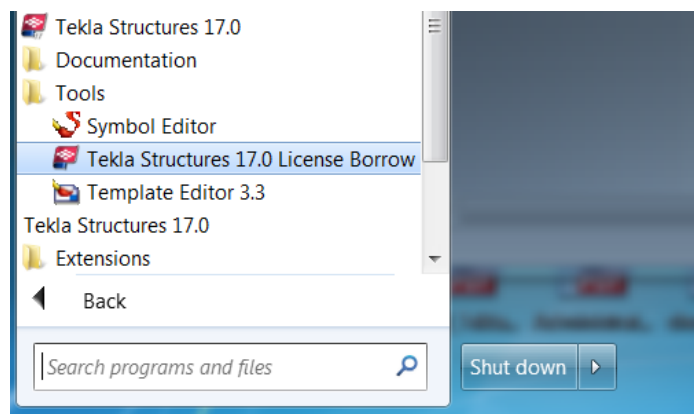 Tekla Structures 17.0
Documentation
Tools
Symbol Editor
Tekla Structures 17.0 License Borrow
Template Editor 3.3
Tekla Structures 17.0
Extensions
Back
Search programs and files
Shut down